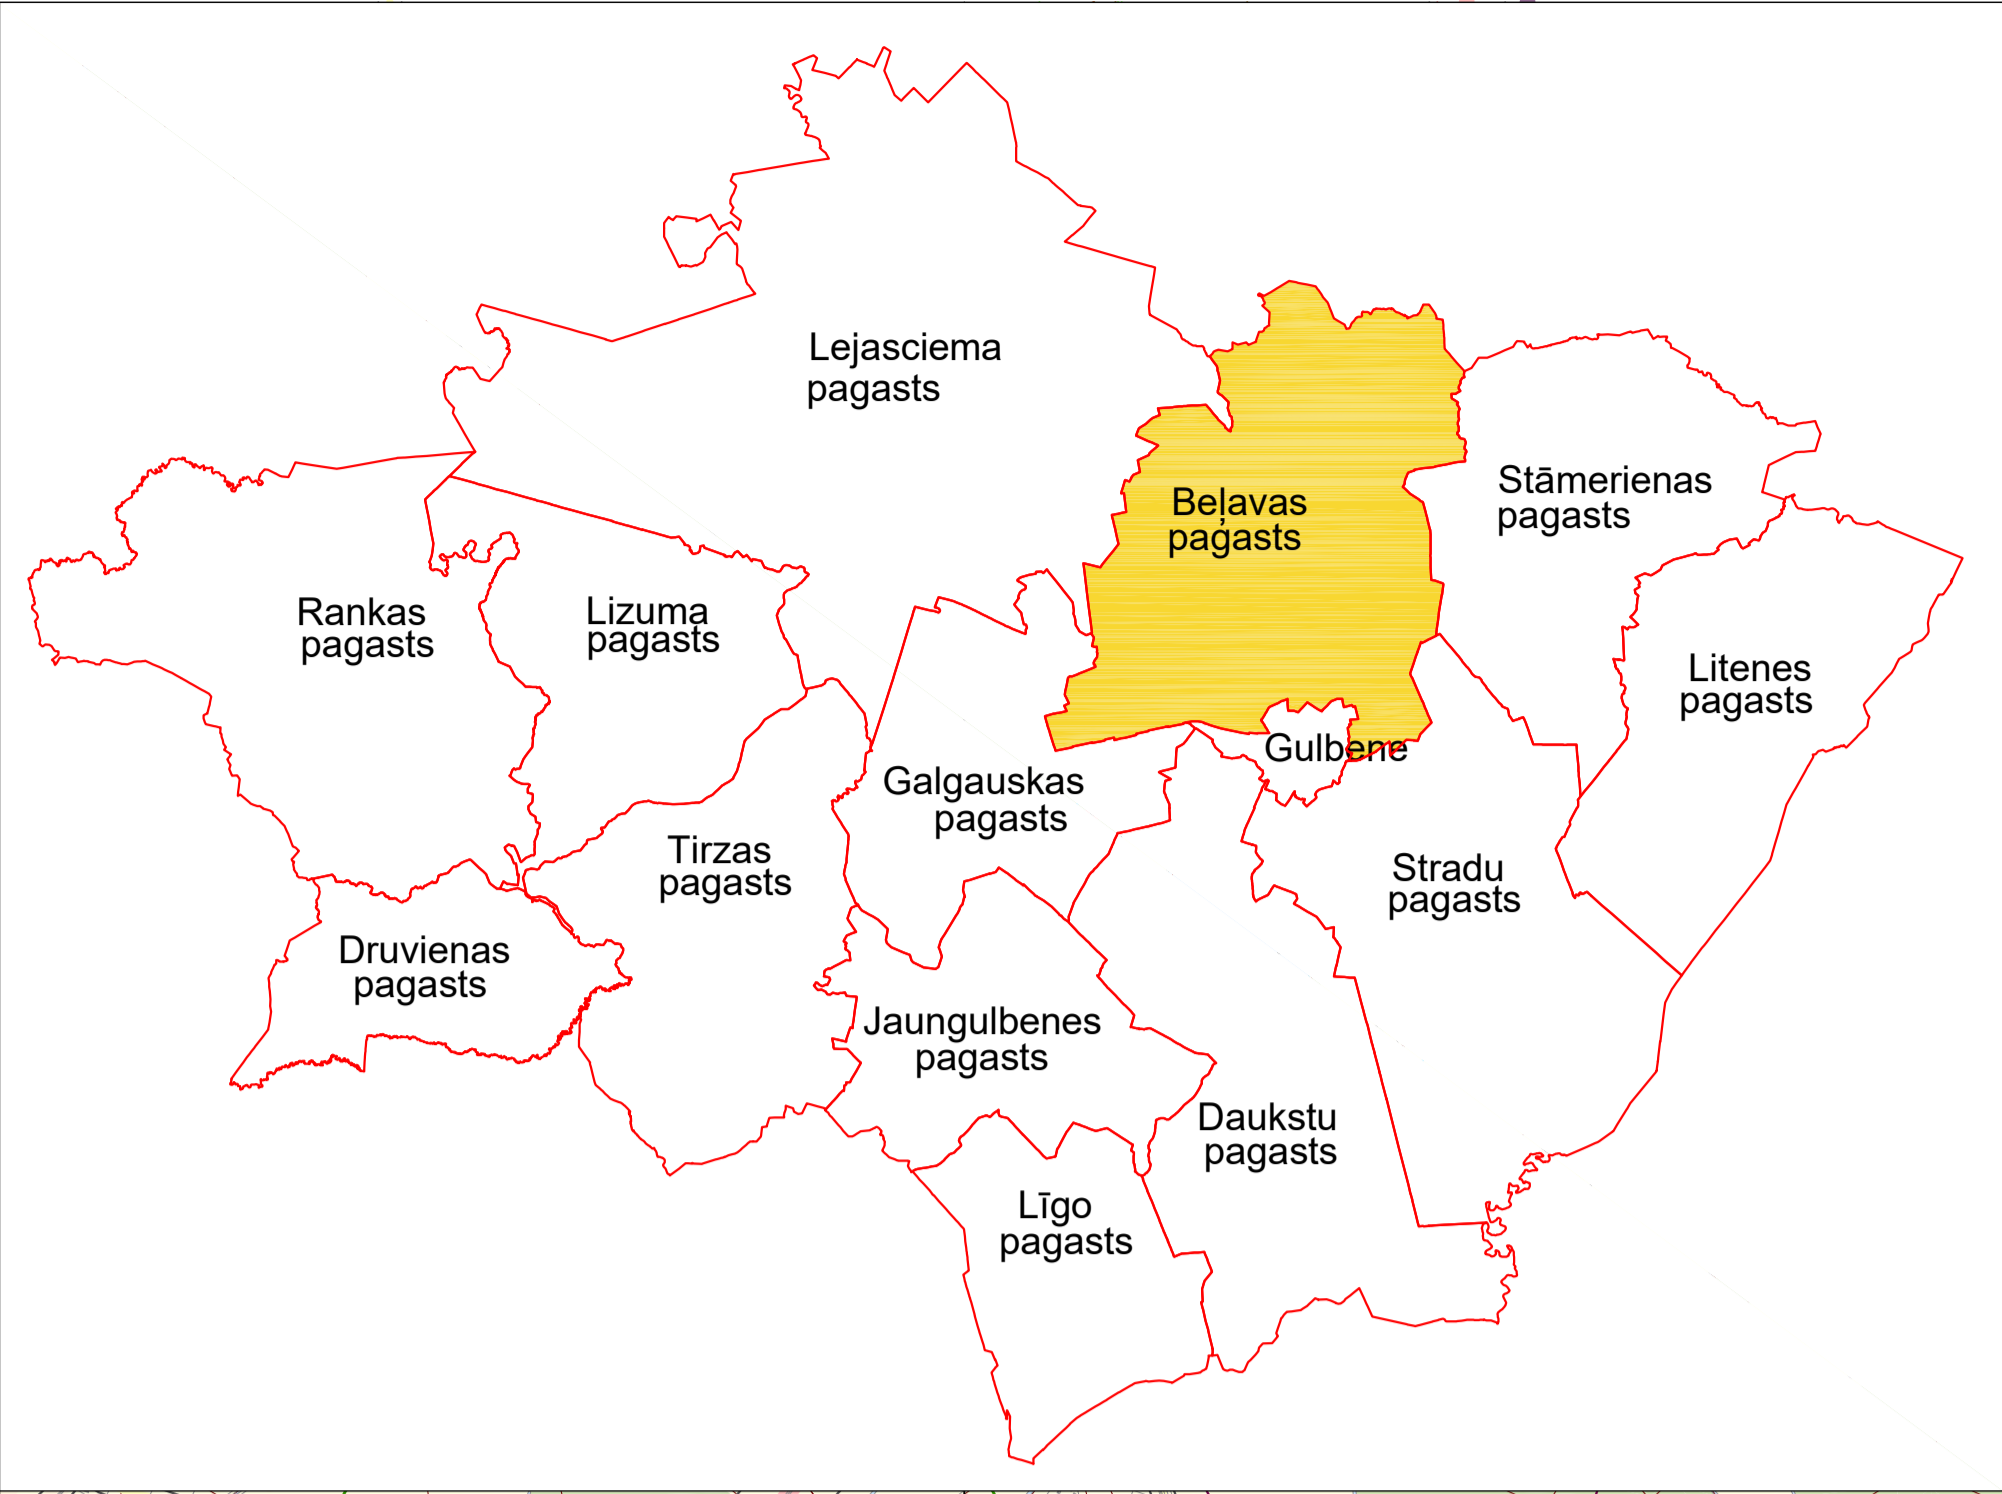 Lejasciema
pagasts
Beļavas
pagasts
Stāmerienas
pagasts
Rankas
pagasts
Lizuma
pagasts
Litenes
pagasts
Gulbene
Galgauskas
pagasts
Tirzas
pagasts
Stradu
pagasts
Druvienas
pagasts
Jaungulbenes
pagasts
Daukstu
pagasts
Līgo
pagasts